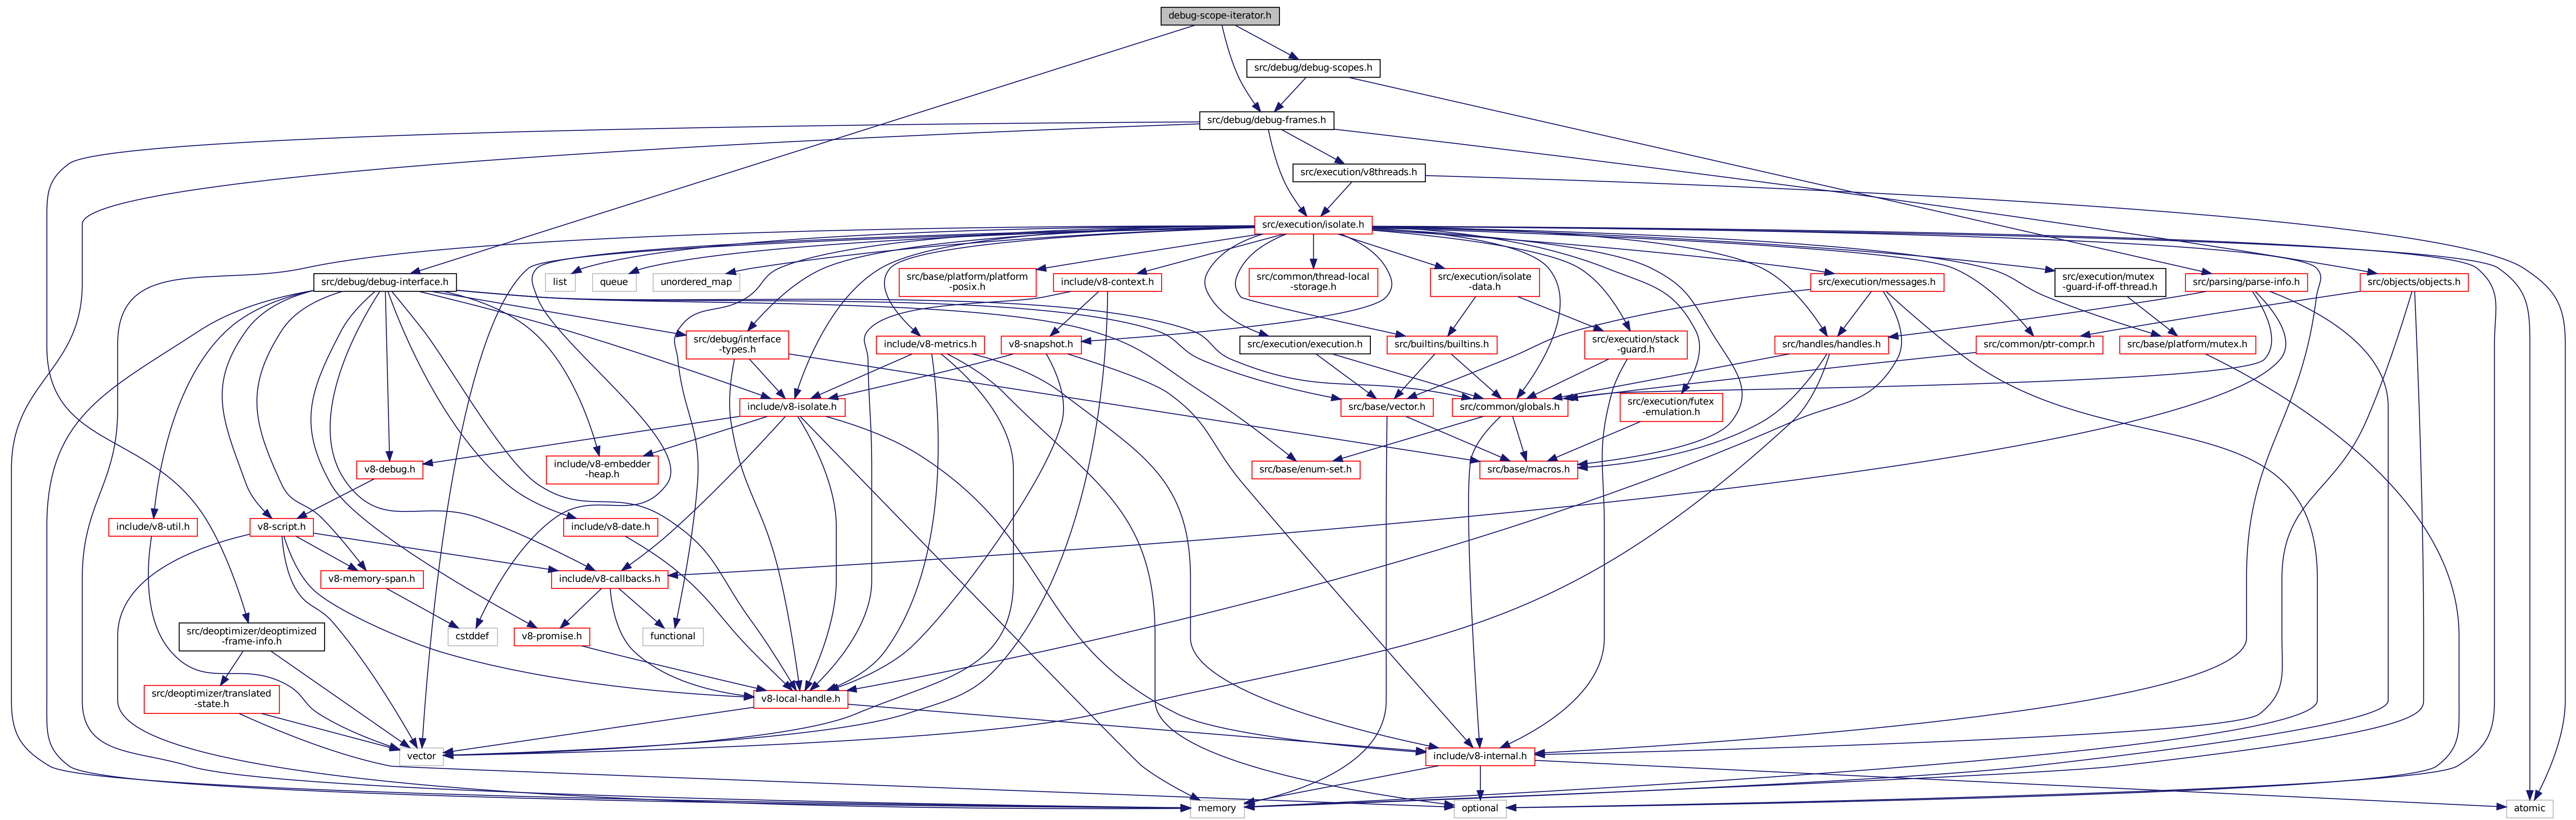 debug-scope-iterator.h
src/debug/debug-scopes.h
src/debug/debug-frames.h
src/execution/v8threads.h
src/execution/isolate.h
src/debug/debug-interface.h
list
queue
unordered_map
src/base/platform/platform
-posix.h
include/v8-context.h
src/common/thread-local
-storage.h
src/execution/isolate
-data.h
src/execution/messages.h
src/execution/mutex
-guard-if-off-thread.h
src/parsing/parse-info.h
src/objects/objects.h
src/debug/interface
-types.h
include/v8-metrics.h
v8-snapshot.h
src/execution/execution.h
src/builtins/builtins.h
src/execution/stack
-guard.h
src/handles/handles.h
src/common/ptr-compr.h
src/base/platform/mutex.h
include/v8-isolate.h
src/base/vector.h
src/common/globals.h
src/execution/futex
-emulation.h
v8-debug.h
include/v8-embedder
-heap.h
src/base/enum-set.h
src/base/macros.h
include/v8-util.h
v8-script.h
include/v8-date.h
v8-memory-span.h
include/v8-callbacks.h
src/deoptimizer/deoptimized
-frame-info.h
cstddef
v8-promise.h
functional
src/deoptimizer/translated
-state.h
v8-local-handle.h
vector
include/v8-internal.h
memory
optional
atomic